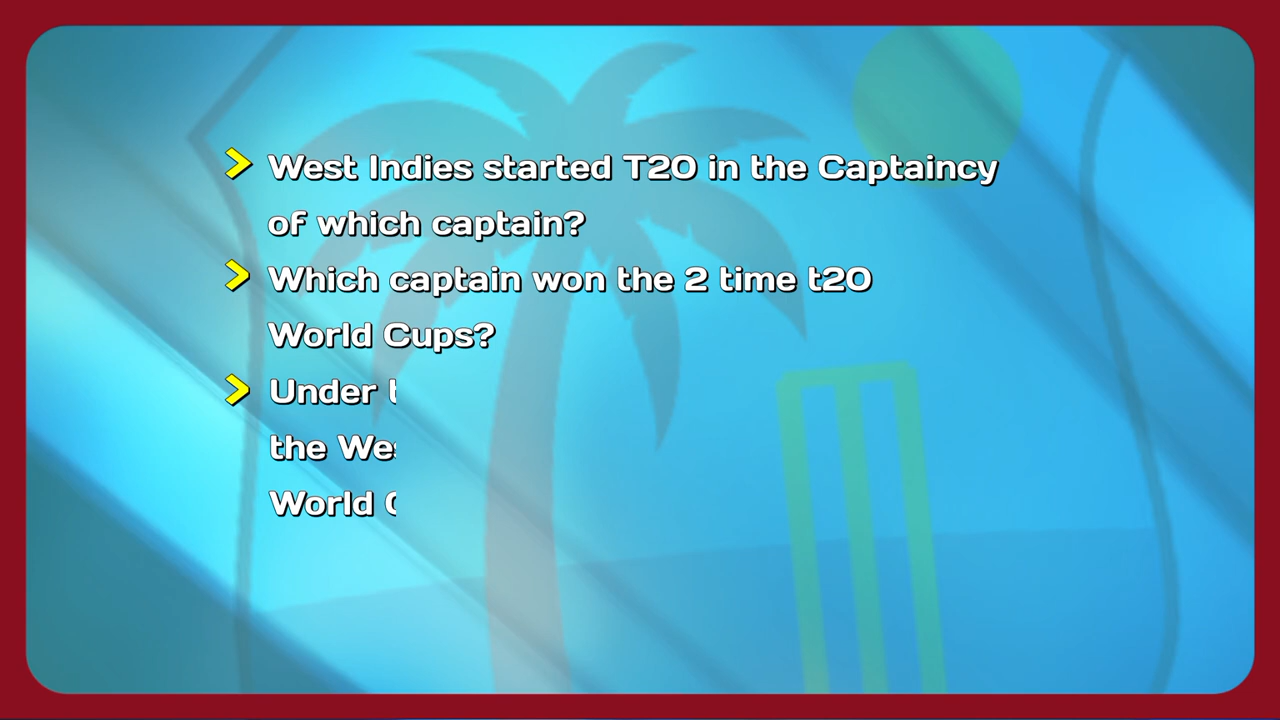 West Indies started T20 in the Captaincy
of which captain?
Which captain won the 2 time t20
World Cups?
Under
the
World